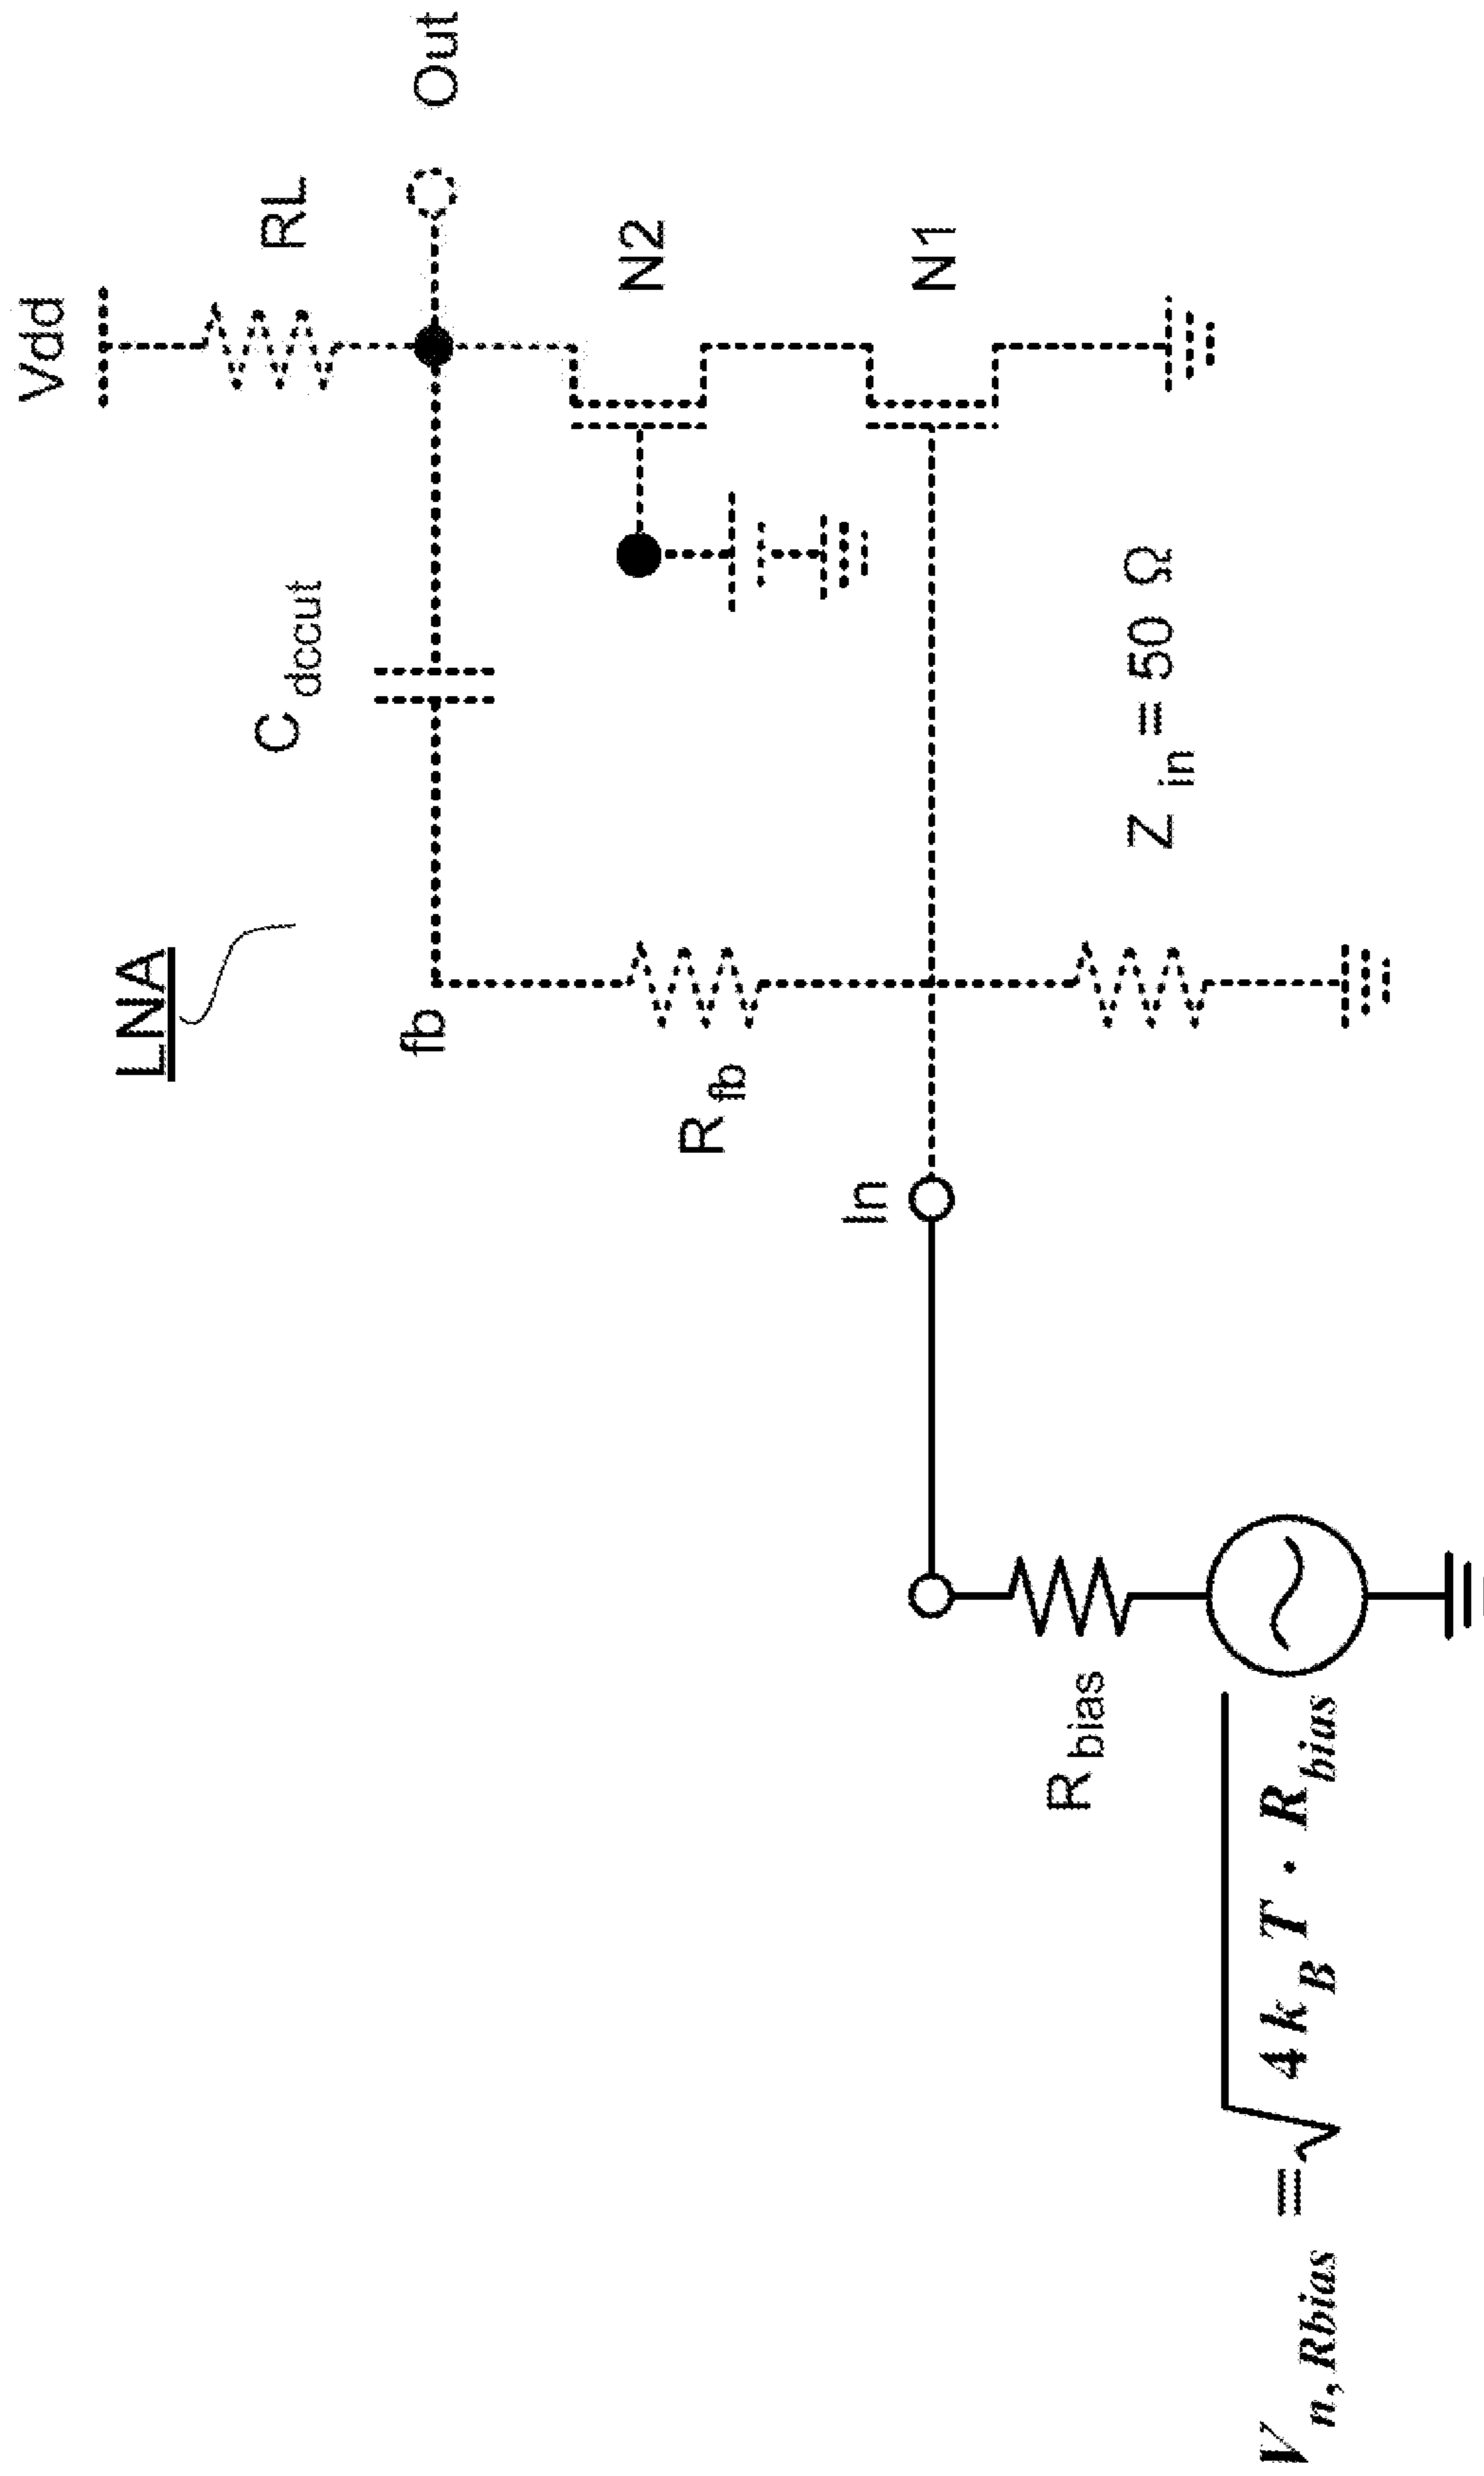 LNA
Vdd
RL
C dccut
Out
fb
R fb
N2
In
N1
Z in = 50 Ω
R bias
V n, Rbias = √ 4 k B T · R bias